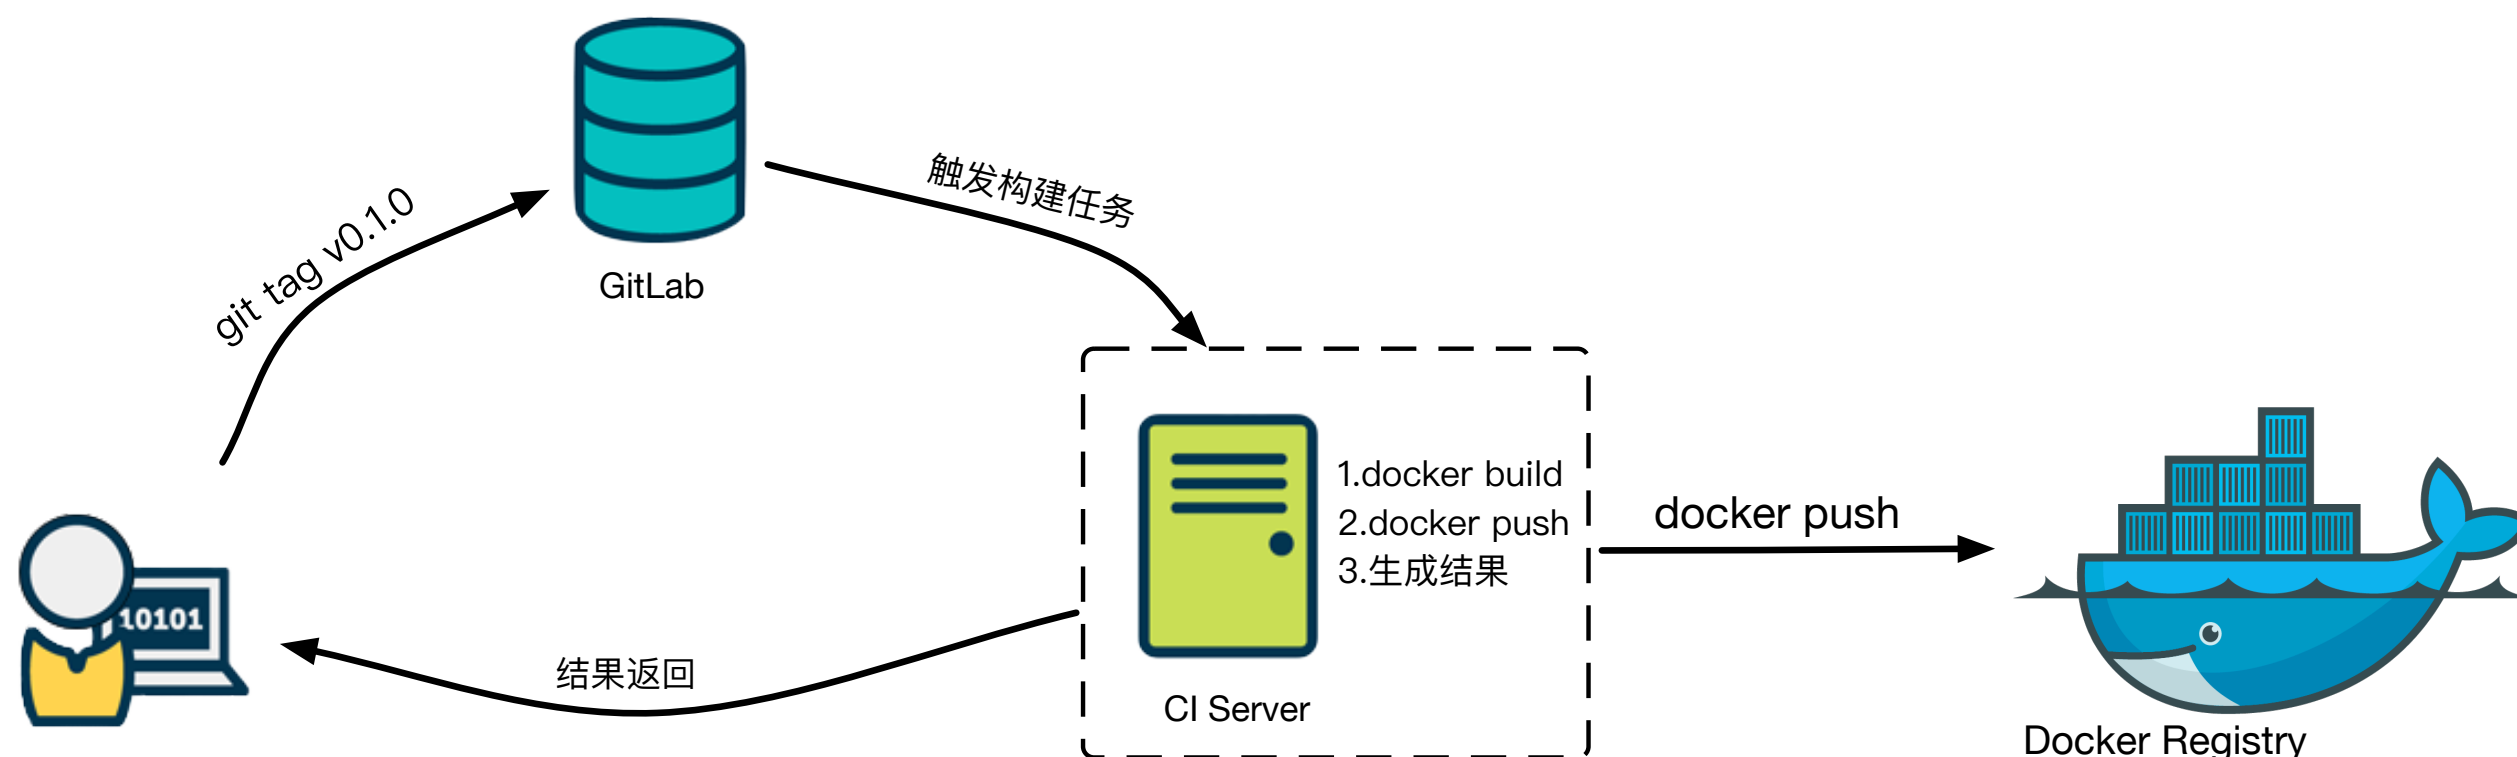 git tag v0.1.0
GitLab
触发构建任务
1.docker build
2.docker push
3.生成结果
CI Server
docker push
Docker Registry
结果返回
10101